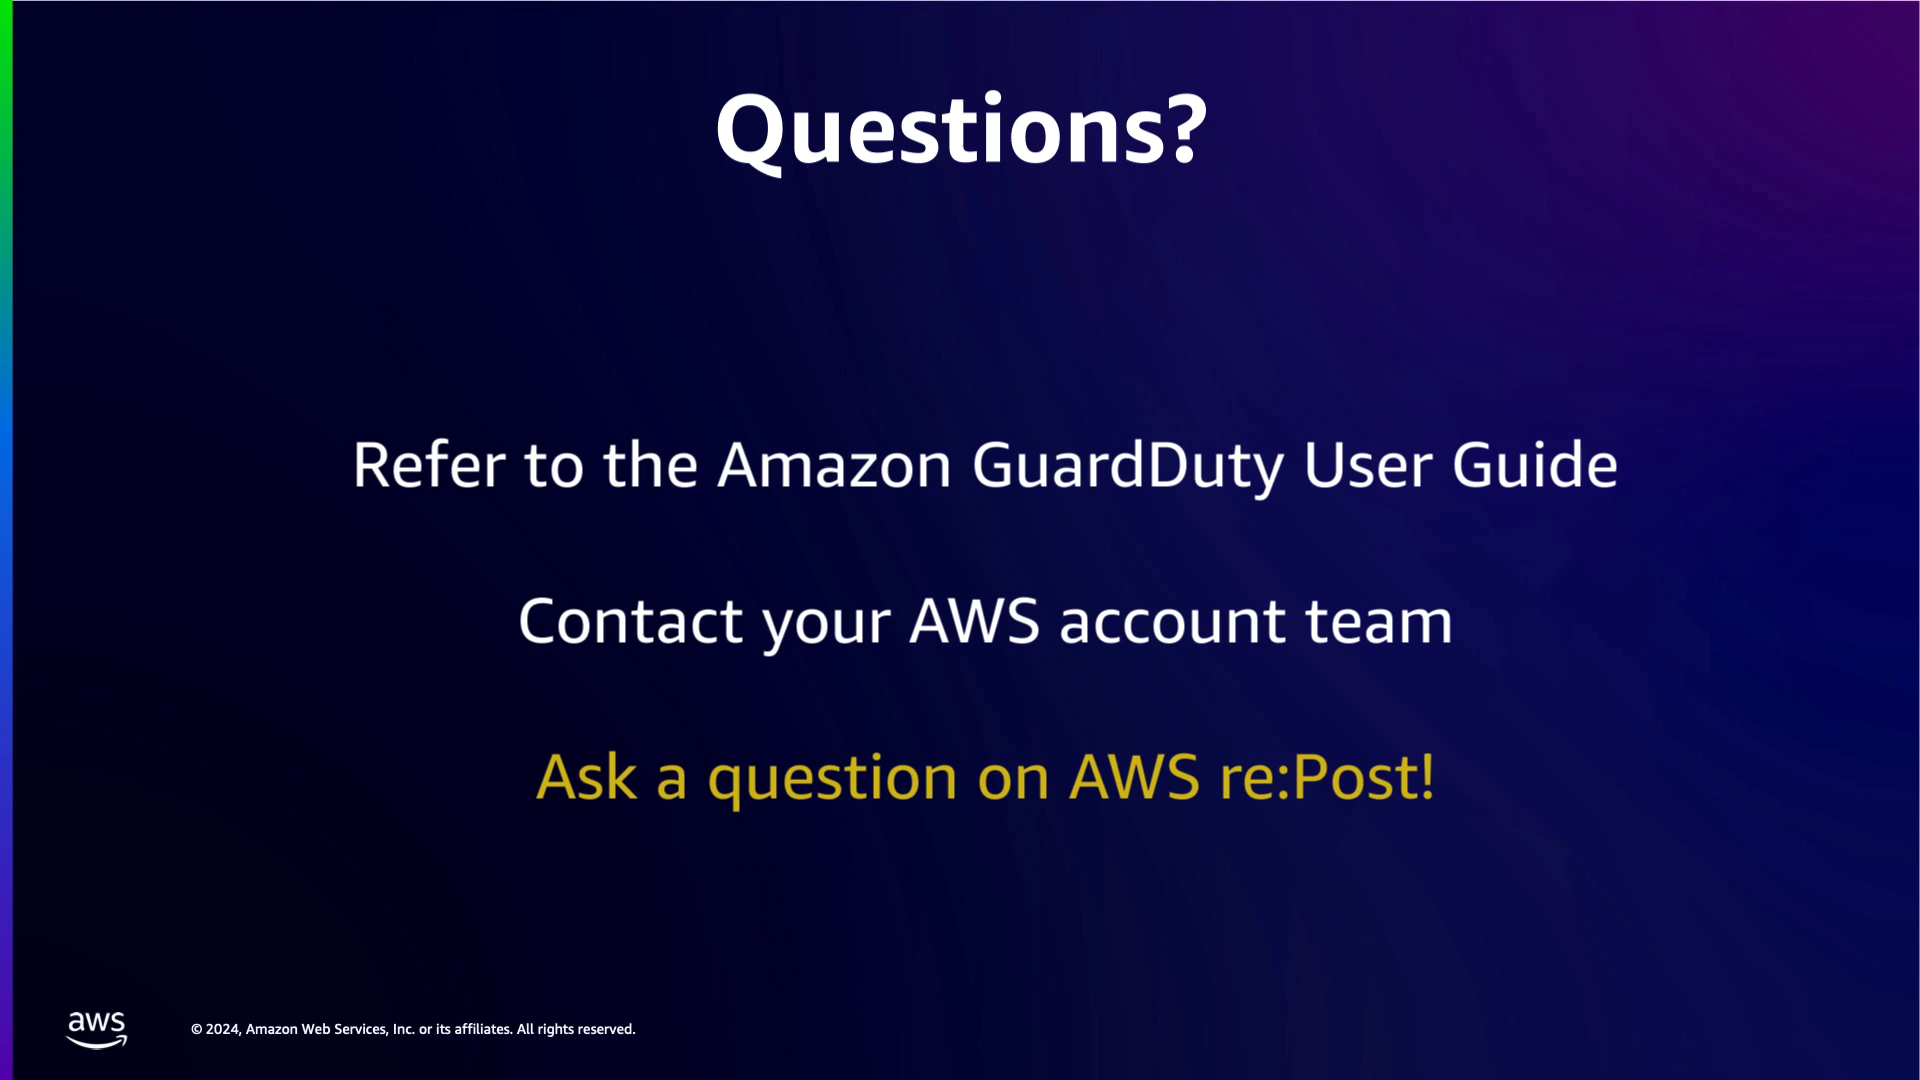 Questions?
Refer to the Amazon GuardDuty User Guide
Contact your AWS account team
Ask a question on AWS re:Post!
aws
© 2024, Amazon Web Services, Inc. or its affiliates. All rights reserved.